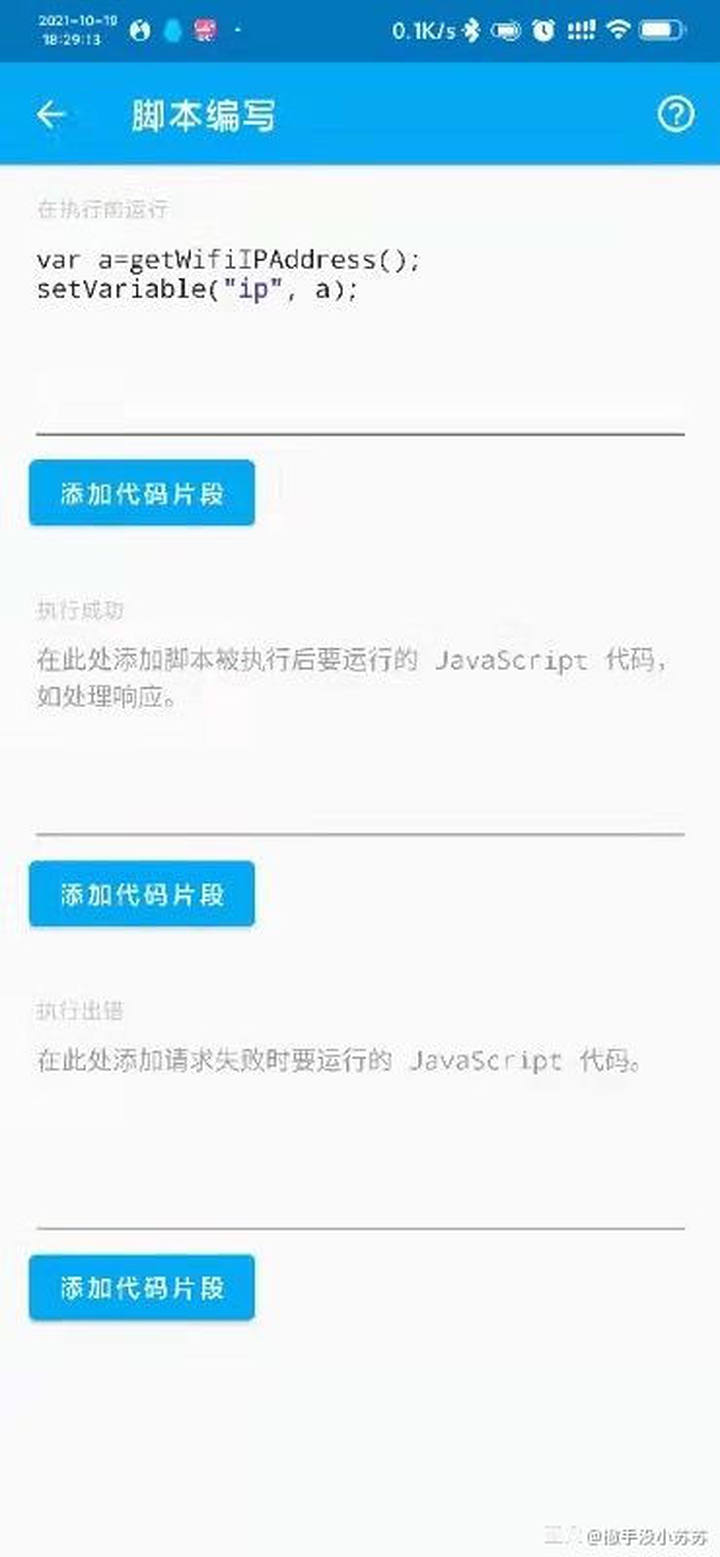 2021-10-19
18:29:13
0.1K/s
脚本编写
在执行前运行
var a=getWifiIPAddress();
setVariable("ip", a);
添加代码片段
执行成功
在此处添加脚本被执行后要运行的 JavaScript 代码，
如处理响应。
添加代码片段
执行出错
在此处添加请求失败时要运行的 JavaScript 代码。
添加代码片段
@撒手没小苏苏